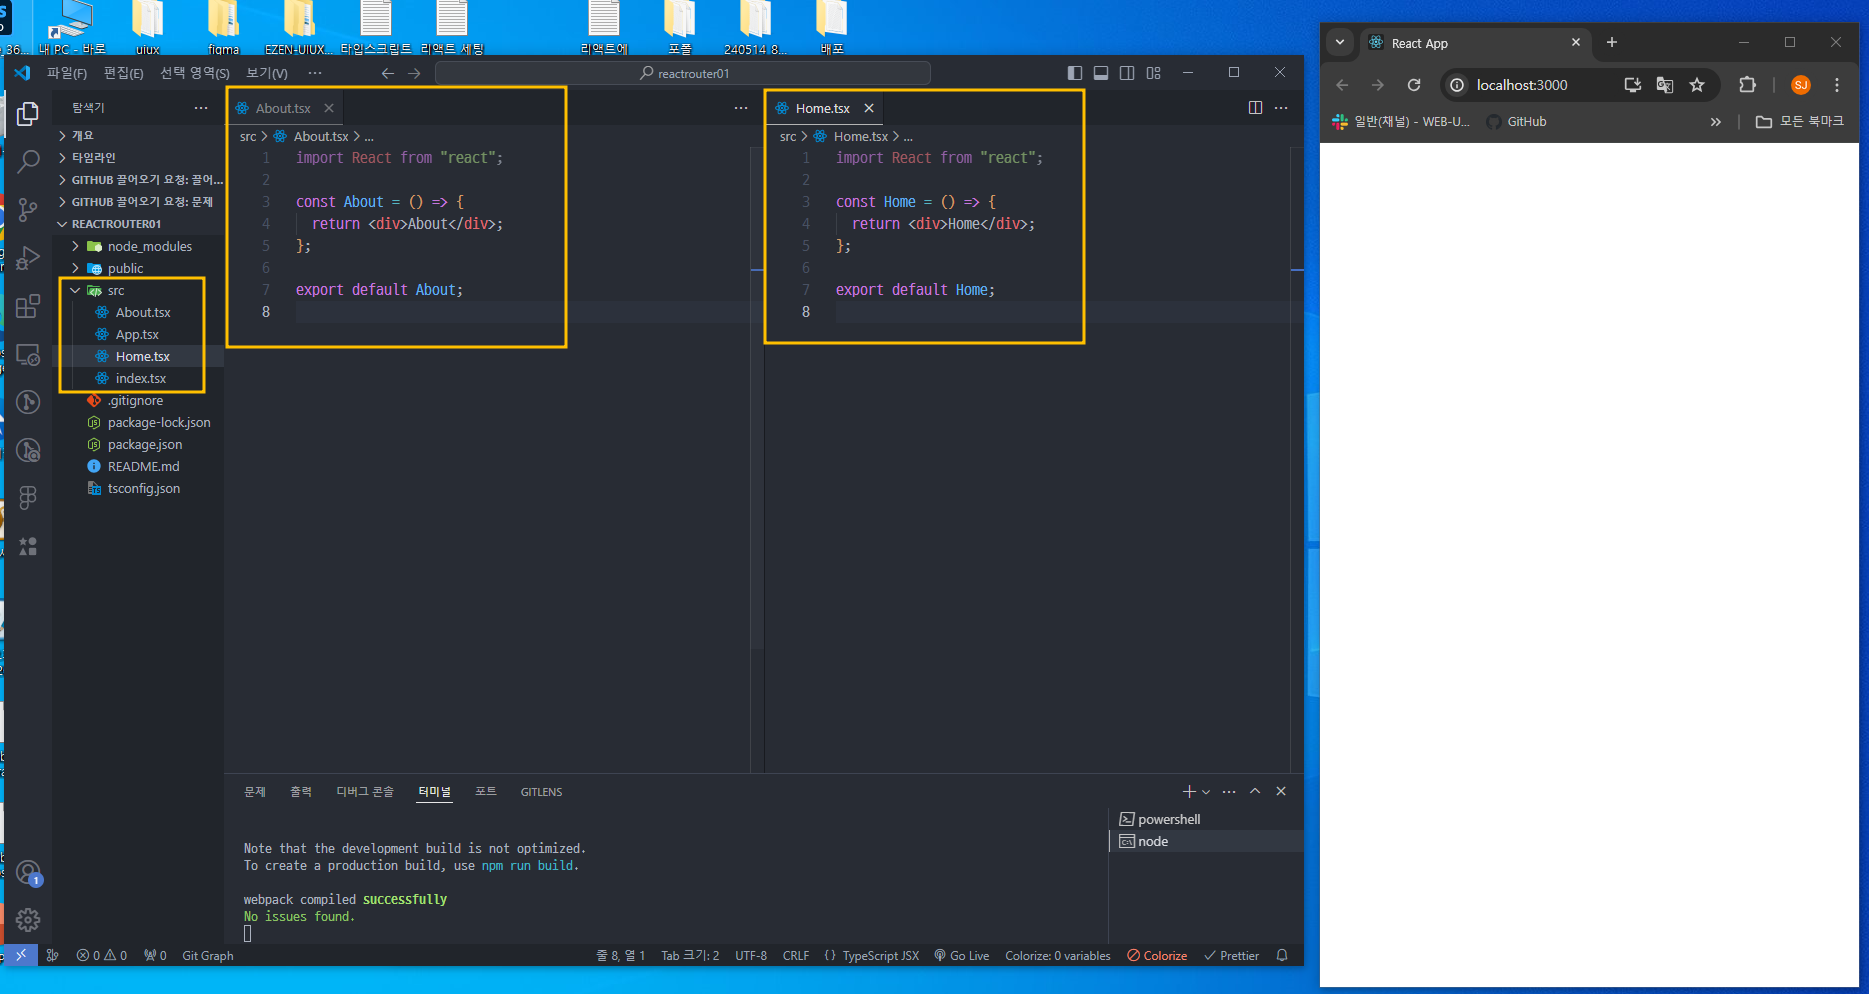 내 PC - 바로
uiux
figma
EZEN-UIUX...
타입스크립트
리액트 세팅
리액트에
포폴
240514 8...
배포
파일(F) 편집(E) 선택 영역(S) 보기(V) ...
reactrouter01
탐색기
개요
타임라인
GITHUB 끌어오기 요청: 끌어...
GITHUB 끌어오기 요청: 문제
REACTROUTER01
node_modules
public
src
About.tsx
App.tsx
Home.tsx
index.tsx
.gitignore
package-lock.json
package.json
README.md
tsconfig.json
About.tsx
src > About.tsx > ...
1 import React from "react";
2
3 const About = () => {
4 return <div>About</div>;
5 };
6
7 export default About;
8
Home.tsx
src > Home.tsx > ...
1 import React from "react";
2
3 const Home = () => {
4 return <div>Home</div>;
5 };
6
7 export default Home;
8
문제 출력 디버그 콘솔 터미널 포트 GITLENS
Note that the development build is not optimized.
To create a production build, use npm run build.
webpack compiled successfully
No issues found.
powershell
node
1
0 0 0 Git Graph
줄 8, 열 1 Tab 크기: 2 UTF-8 CRLF {} TypeScript JSX Go Live Colorize: 0 variables Colorize Prettier
React App
localhost:3000
SJ
일반(채널) - WEB-U...
GitHub
모든 북마크